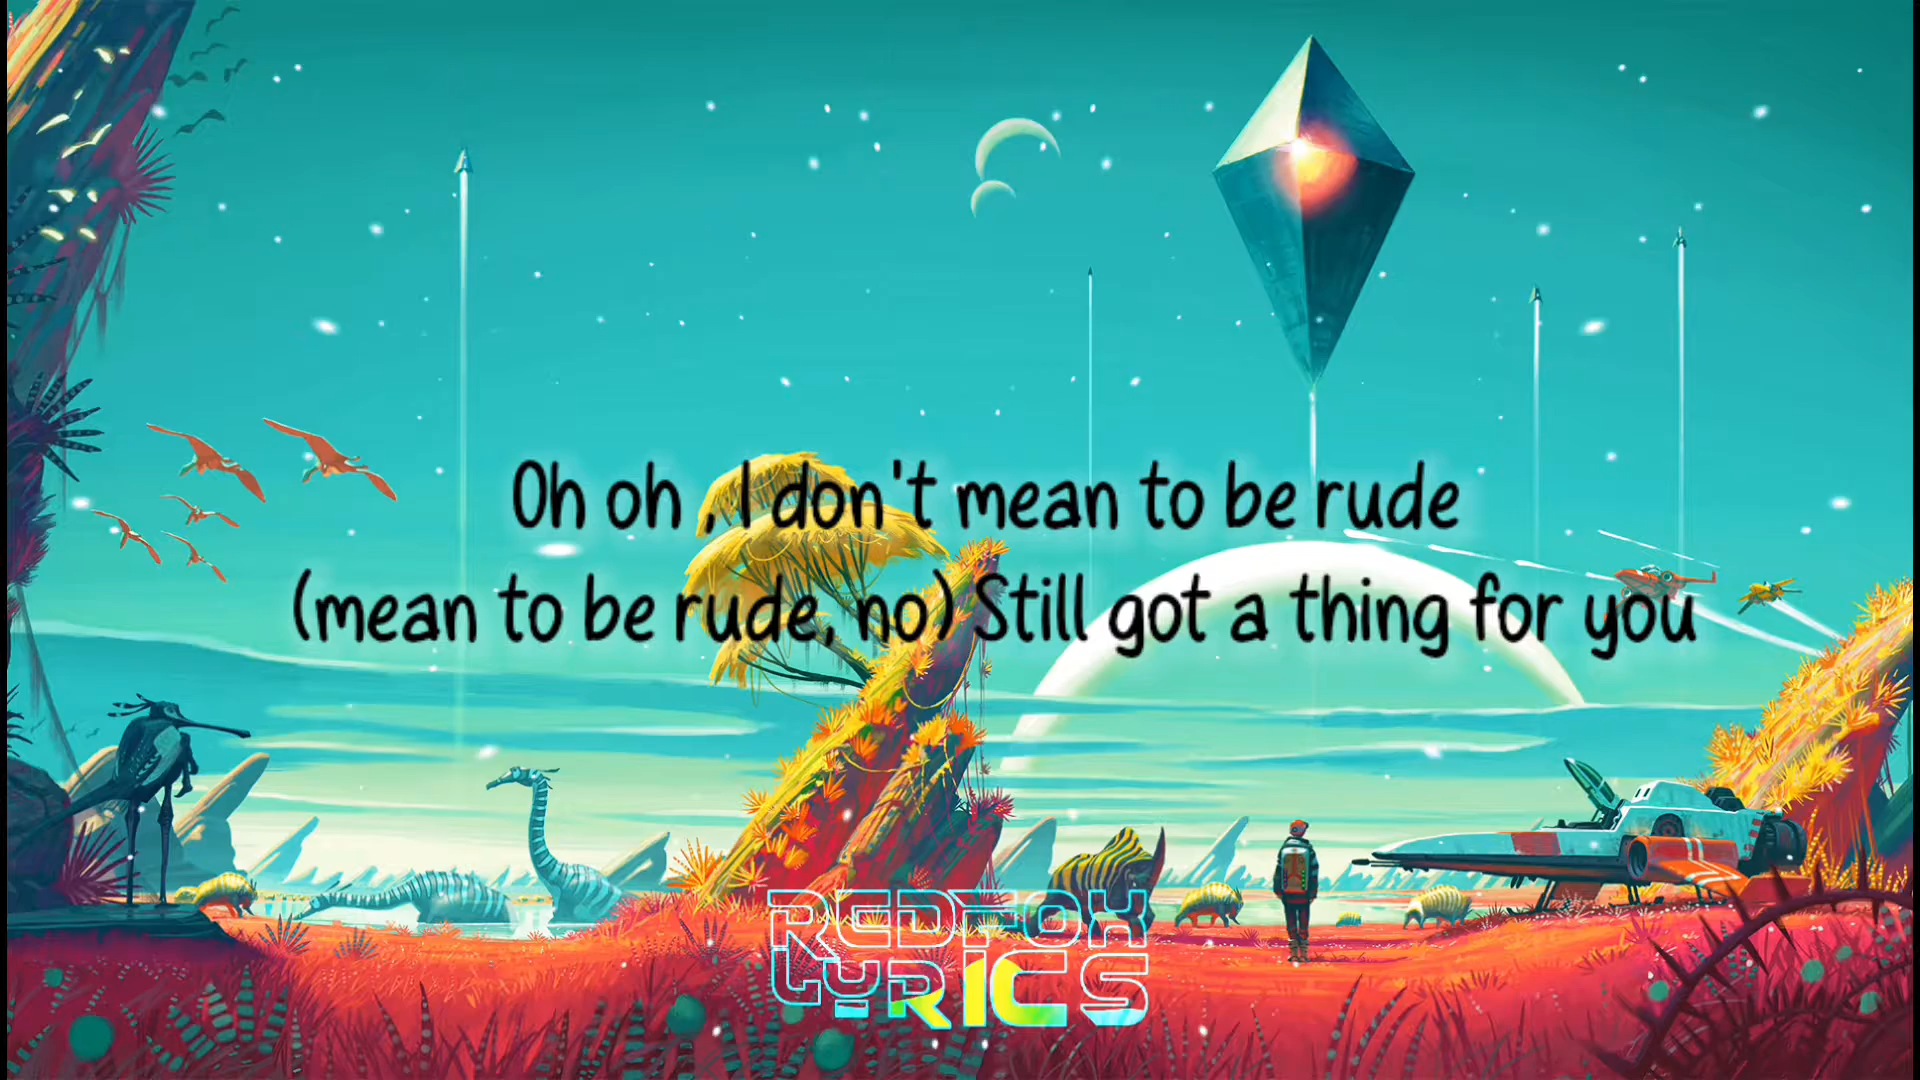 Oh oh , I don't mean to be rude
(mean to be rude, no) Still got a thing for you
REDFOX
LYRICS